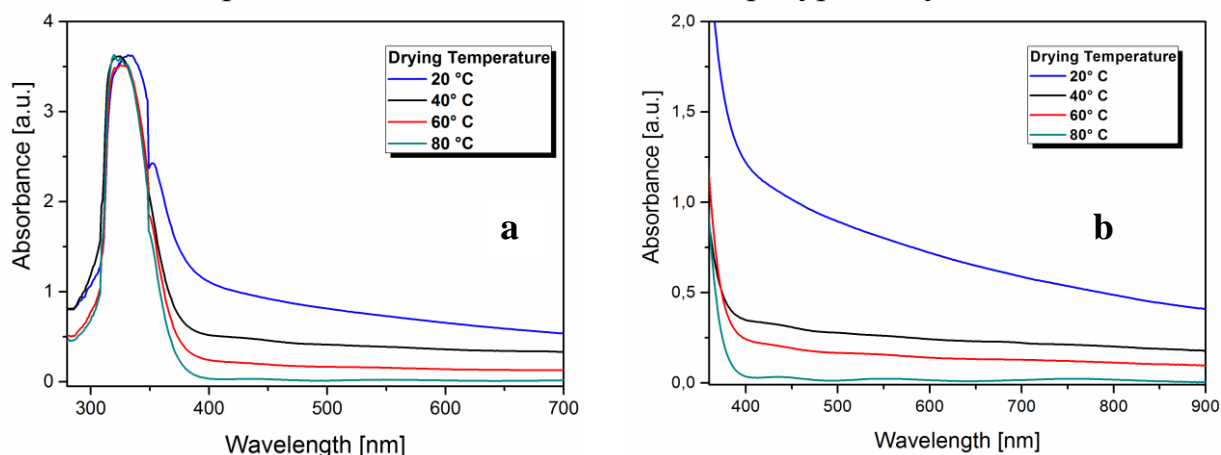 4
3
2
1
0
Absorbance [a.u.]
Drying Temperature
20 °C
40° C
60° C
80 °C
a
300 400 500 600 700
Wavelength [nm]
2,0
1,5
1,0
0,5
0,0
Absorbance [a.u.]
Drying Temperature
20° C
40° C
60° C
80° C
b
400 500 600 700 800 900
Wavelength [nm]